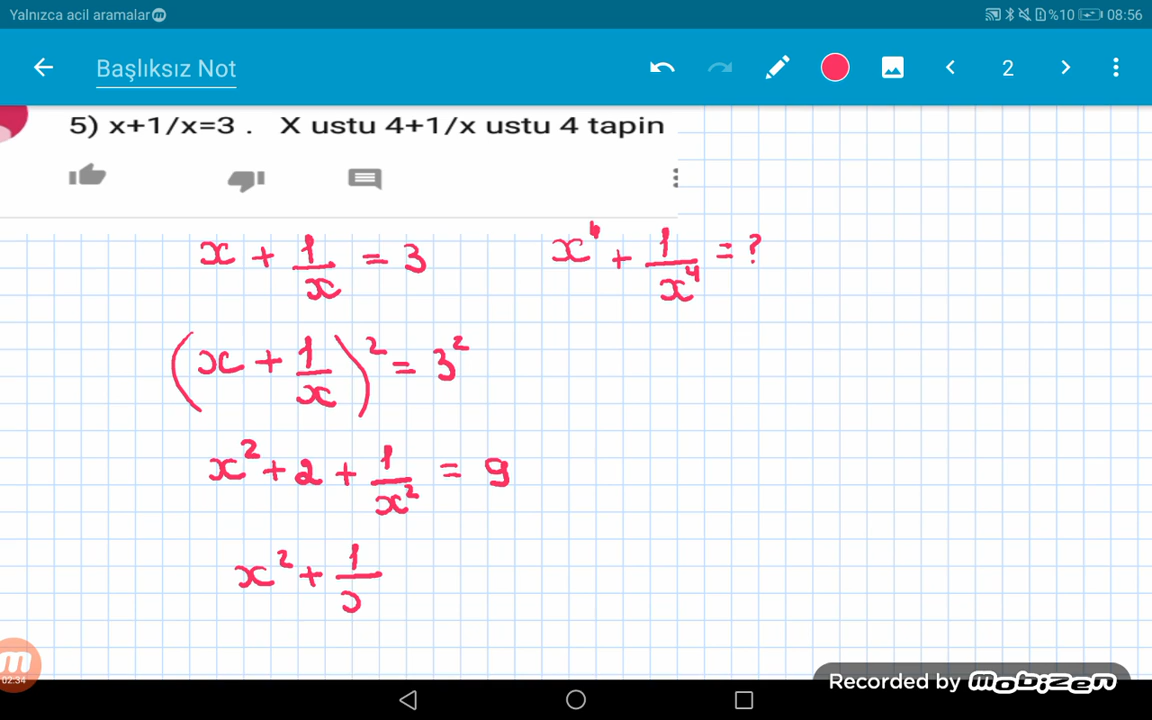 Yalnızca acil aramalar %10 08:56
Başlıksız Not 2
5) x+1/x=3 . X ustu 4+1/x ustu 4 tapin
x + 1/x = 3 x⁴ + 1/x⁴ = ?
(x + 1/x)² = 3²
x² + 2 + 1/x² = 9
x² + 1/
02:34
Recorded by mobizen